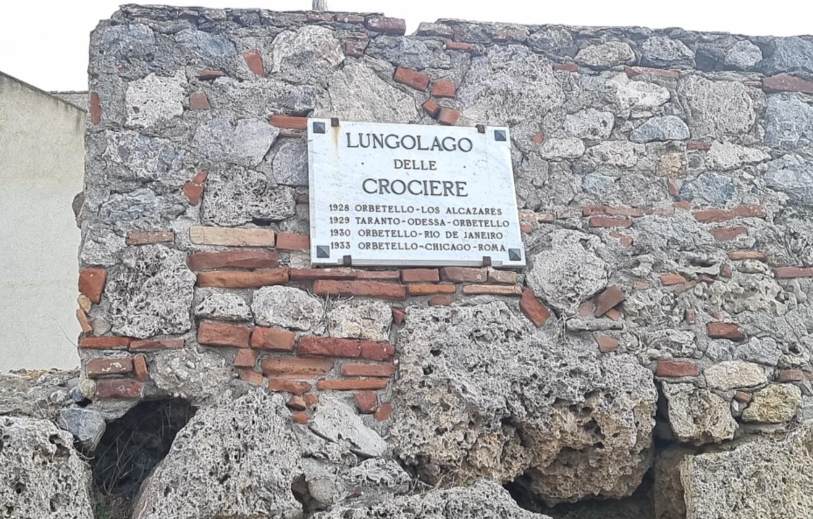 LUNGOLAGO
DELLE
CROCIERE
1928 ORBETELLO-LOS ALCAZARES
1929 TARANTO-ODESSA-ORBETELLO
1930 ORBETELLO-RIO DE JANEIRO
1933 ORBETELLO-CHICAGO-ROMA